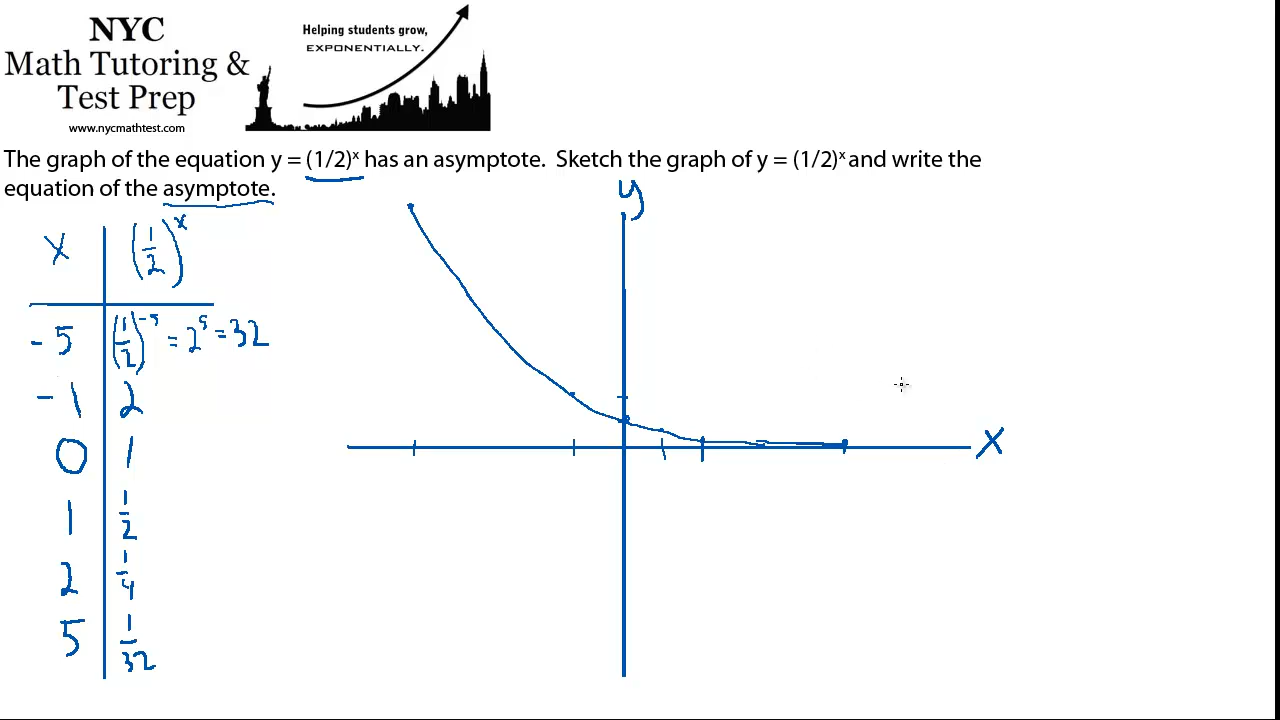 NYC
Math Tutoring &
Test Prep
www.nycmathtest.com
Helping students grow,
EXPONENTIALLY.
The graph of the equation y = (1/2)ˣ has an asymptote.  Sketch the graph of y = (1/2)ˣ and write the
equation of the asymptote.
x (1/2)ˣ
-5 (1/2)⁻⁵ = 2⁵ = 32
-1 2
0 1
1 1/2
2 1/4
5 1/32
y
x